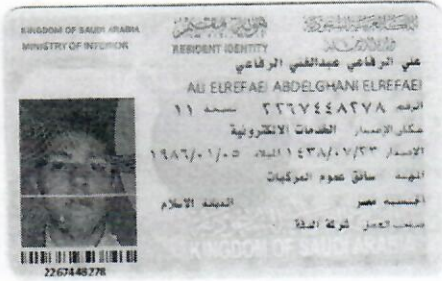 KINGDOM OF SAUDI ARABIA
MINISTRY OF INTERIOR
هوية مقيم
RESIDENT IDENTITY
المملكة العربية السعودية
وزارة الداخلية
علي الرفاعي عبدالغني الرفاعي
ALI ELREFAEI ABDELGHANI ELREFAEI
الرقم ٢٢٦٧٤٤٨٢٧٨ نسخة ١١
مكان الإصدار الخدمات الالكترونية
الاصدار ١٤٣٨/٠٧/٢٣ الميلاد ١٩٨٦/٠١/٠٥
المهنة سائق عموم المركبات
الجنسية مصر الديانة الاسلام
صاحب العمل شركة
KINGDOM OF SAUDI ARABIA
2267448278